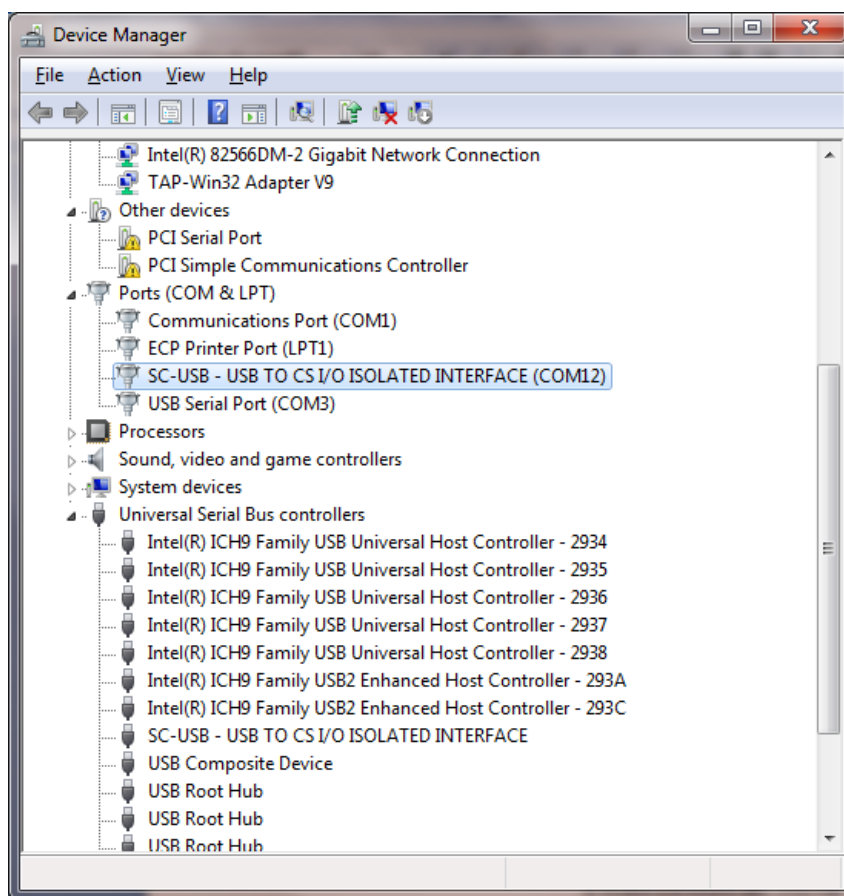 Device Manager
File Action View Help
Intel(R) 82566DM-2 Gigabit Network Connection
TAP-Win32 Adapter V9
Other devices
PCI Serial Port
PCI Simple Communications Controller
Ports (COM & LPT)
Communications Port (COM1)
ECP Printer Port (LPT1)
SC-USB - USB TO CS I/O ISOLATED INTERFACE (COM12)
USB Serial Port (COM3)
Processors
Sound, video and game controllers
System devices
Universal Serial Bus controllers
Intel(R) ICH9 Family USB Universal Host Controller - 2934
Intel(R) ICH9 Family USB Universal Host Controller - 2935
Intel(R) ICH9 Family USB Universal Host Controller - 2936
Intel(R) ICH9 Family USB Universal Host Controller - 2937
Intel(R) ICH9 Family USB Universal Host Controller - 2938
Intel(R) ICH9 Family USB2 Enhanced Host Controller - 293A
Intel(R) ICH9 Family USB2 Enhanced Host Controller - 293C
SC-USB - USB TO CS I/O ISOLATED INTERFACE
USB Composite Device
USB Root Hub
USB Root Hub
USB Root Hub